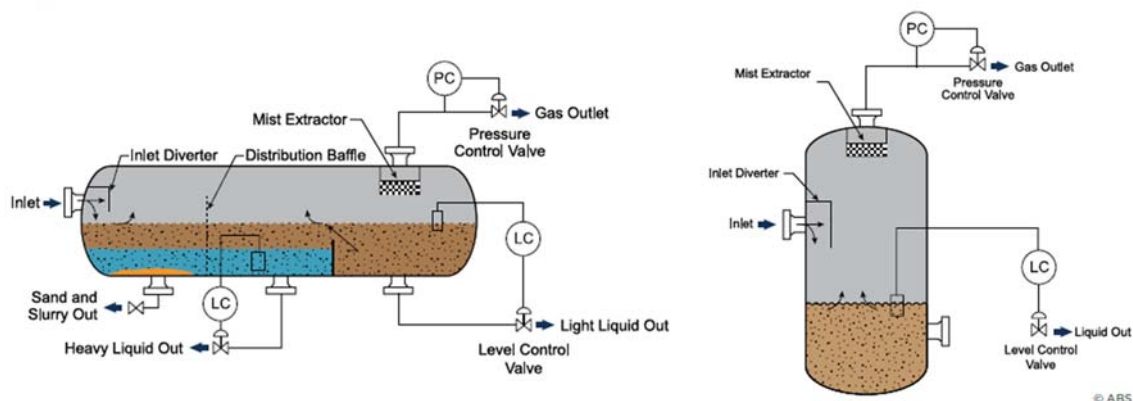 PC
Gas Outlet
Mist Extractor
Pressure
Control Valve
Inlet Diverter
Distribution Baffle
Inlet
LC
Sand and
Slurry Out
LC
Heavy Liquid Out
Light Liquid Out
Level Control
Valve
PC
Gas Outlet
Pressure
Control Valve
Mist Extractor
Inlet Diverter
Inlet
LC
Liquid Out
Level Control
Valve
© ABS